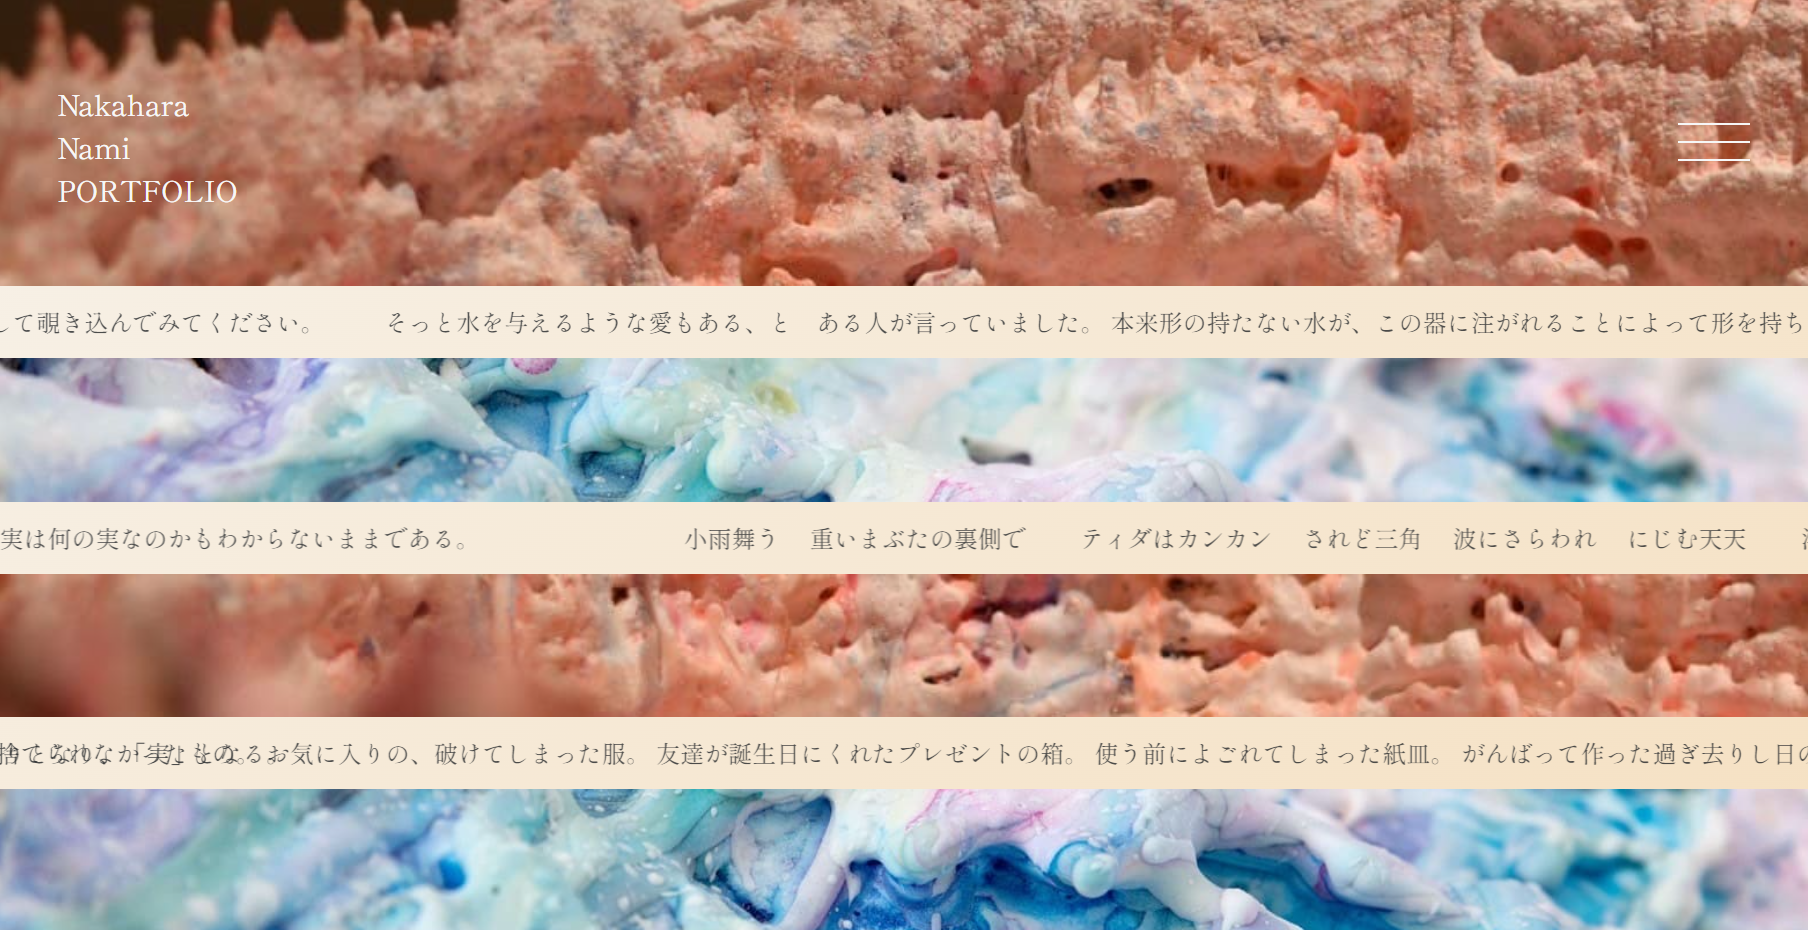 Nakahara
Nami
PORTFOLIO
して覗き込んでみてください。　　　そっと水を与えるような愛もある、と　ある人が言っていました。 本来形の持たない水が、この器に注がれることによって形を持ち
実は何の実なのかもわからないままである。　　　小雨舞う　重いまぶたの裏側で　　ティダはカンカン　されど三角　波にさらわれ　にじむ天天
お気に入りの、破けてしまった服。 友達が誕生日にくれたプレゼントの箱。 使う前によごれてしまった紙皿。 がんばって作った過ぎ去りし日の